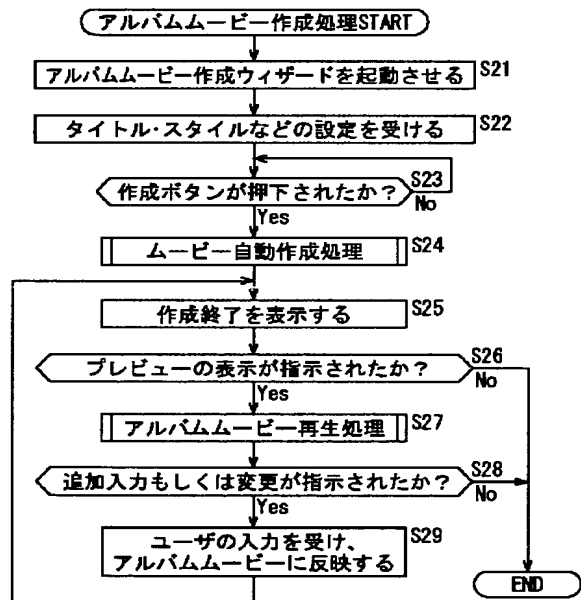 アルバムムービー作成処理START
アルバムムービー作成ウィザードを起動させる S21
タイトル・スタイルなどの設定を受ける S22
作成ボタンが押下されたか? S23
No
Yes
ムービー自動作成処理 S24
作成終了を表示する S25
プレビューの表示が指示されたか? S26
No
Yes
アルバムムービー再生処理 S27
追加入力もしくは変更が指示されたか? S28
No
Yes
ユーザの入力を受け、 S29
アルバムムービーに反映する
END